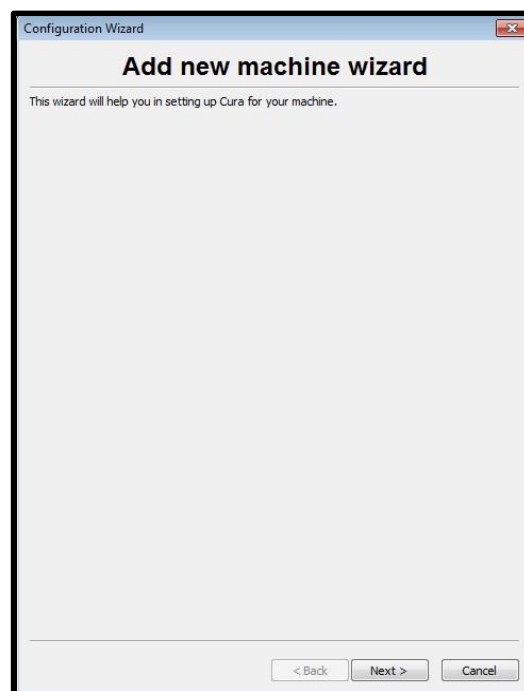 Configuration Wizard
Add new machine wizard
This wizard will help you in setting up Cura for your machine.
< Back Next > Cancel